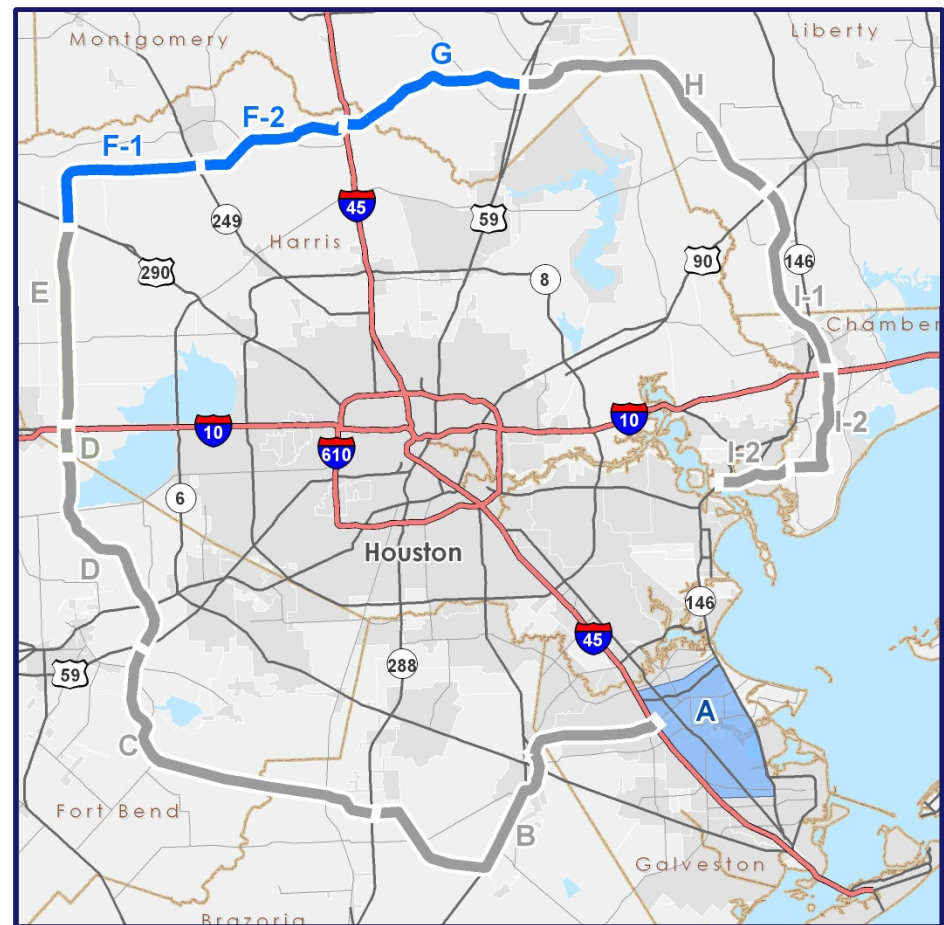 Montgomery
Liberty
G
H
F-2
F-1
45
59
249
Harris
290
8
90
146
E
I-1
Chamber
10
10
I-2
D
610
I-2
6
Houston
D
146
45
59
288
A
C
Fort Bend
B
Galveston
Brazoria